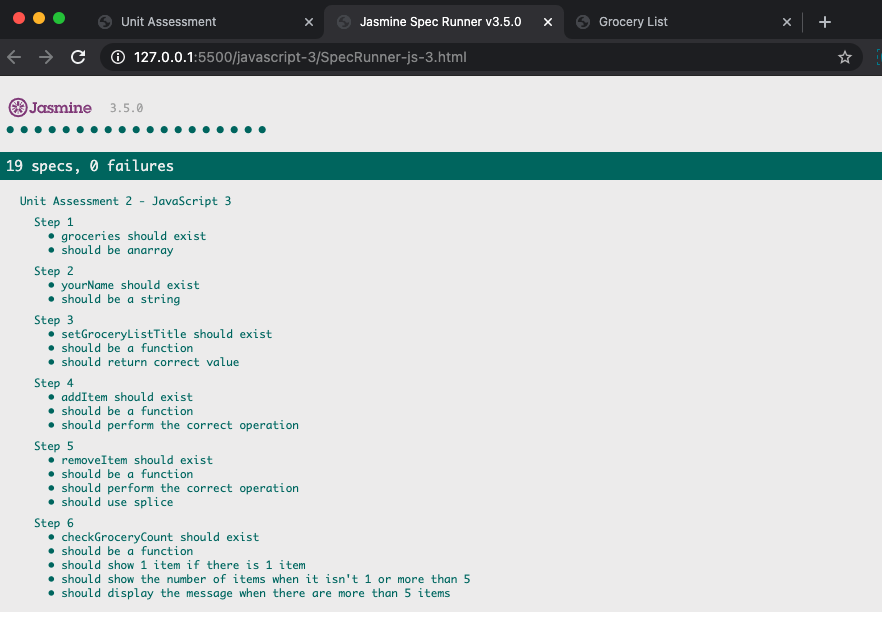 Unit Assessment
Jasmine Spec Runner v3.5.0
Grocery List
127.0.0.1:5500/javascript-3/SpecRunner-js-3.html
Jasmine 3.5.0
19 specs, 0 failures
Unit Assessment 2 - JavaScript 3
Step 1
• groceries should exist
• should be anarray
Step 2
• yourName should exist
• should be a string
Step 3
• setGroceryListTitle should exist
• should be a function
• should return correct value
Step 4
• addItem should exist
• should be a function
• should perform the correct operation
Step 5
• removeItem should exist
• should be a function
• should perform the correct operation
• should use splice
Step 6
• checkGroceryCount should exist
• should be a function
• should show 1 item if there is 1 item
• should show the number of items when it isn't 1 or more than 5
• should display the message when there are more than 5 items